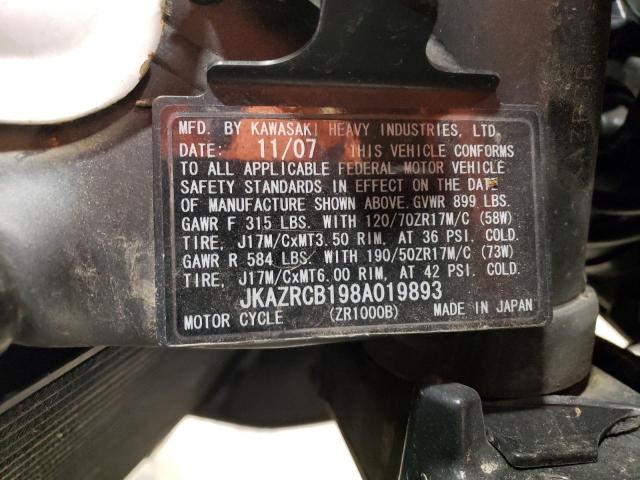 MFD. BY KAWASAKI HEAVY INDUSTRIES, LTD.
DATE: 11/07 THIS VEHICLE CONFORMS
TO ALL APPLICABLE FEDERAL MOTOR VEHICLE
SAFETY STANDARDS IN EFFECT ON THE DATE
OF MANUFACTURE SHOWN ABOVE. GVWR 899 LBS.
GAWR F 315 LBS. WITH 120/70ZR17M/C (58W)
TIRE, J17M/CxMT3.50 RIM, AT 36 PSI. COLD.
GAWR R 584 LBS. WITH 190/50ZR17M/C (73W)
TIRE, J17M/CxMT6.00 RIM, AT 42 PSI. COLD.
JKAZRCB198A019893
MOTOR CYCLE (ZR1000B) MADE IN JAPAN